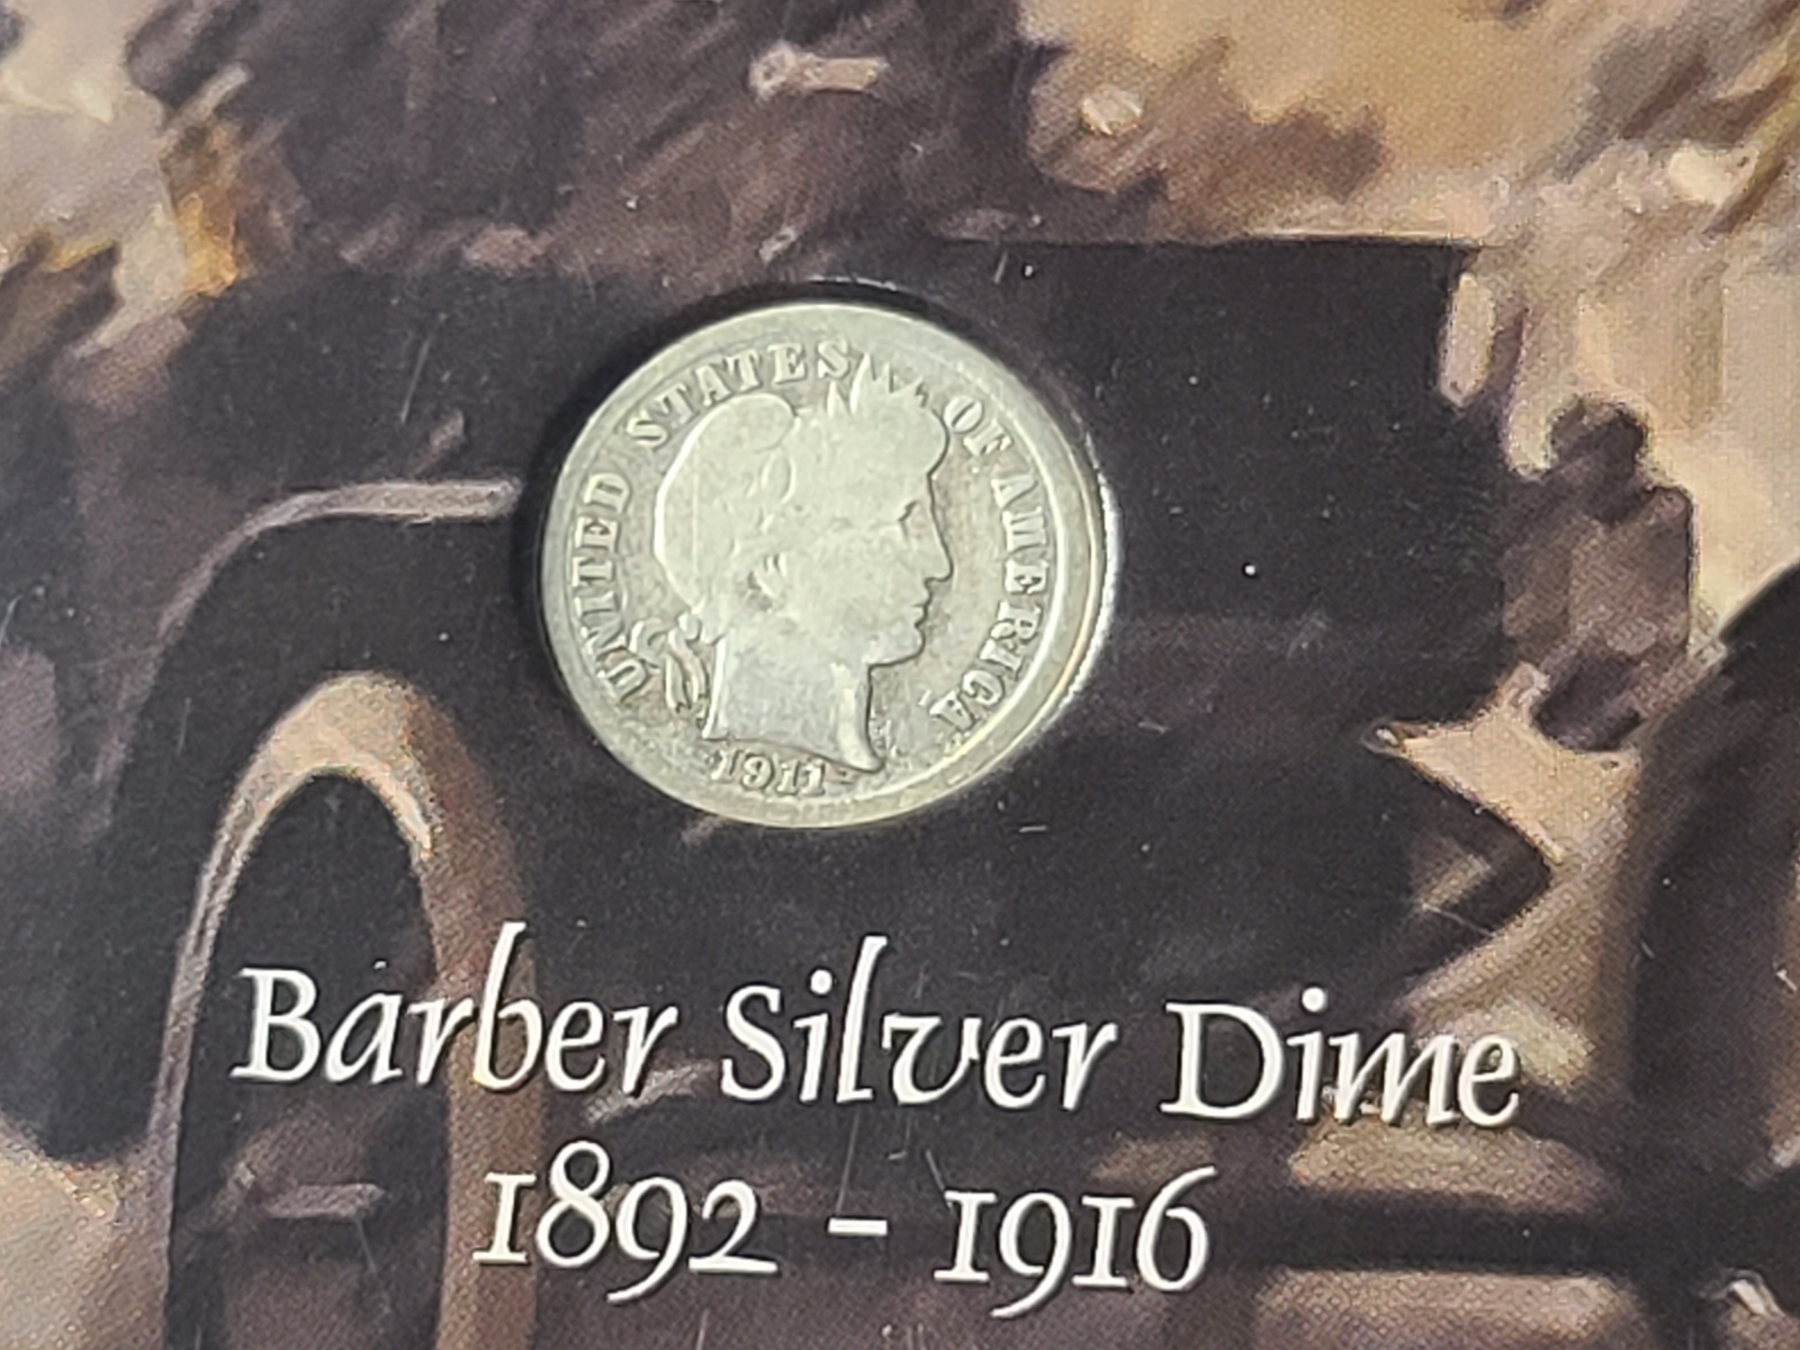 UNITED STATES OF AMERICA
1911
Barber Silver Dime
1892 - 1916